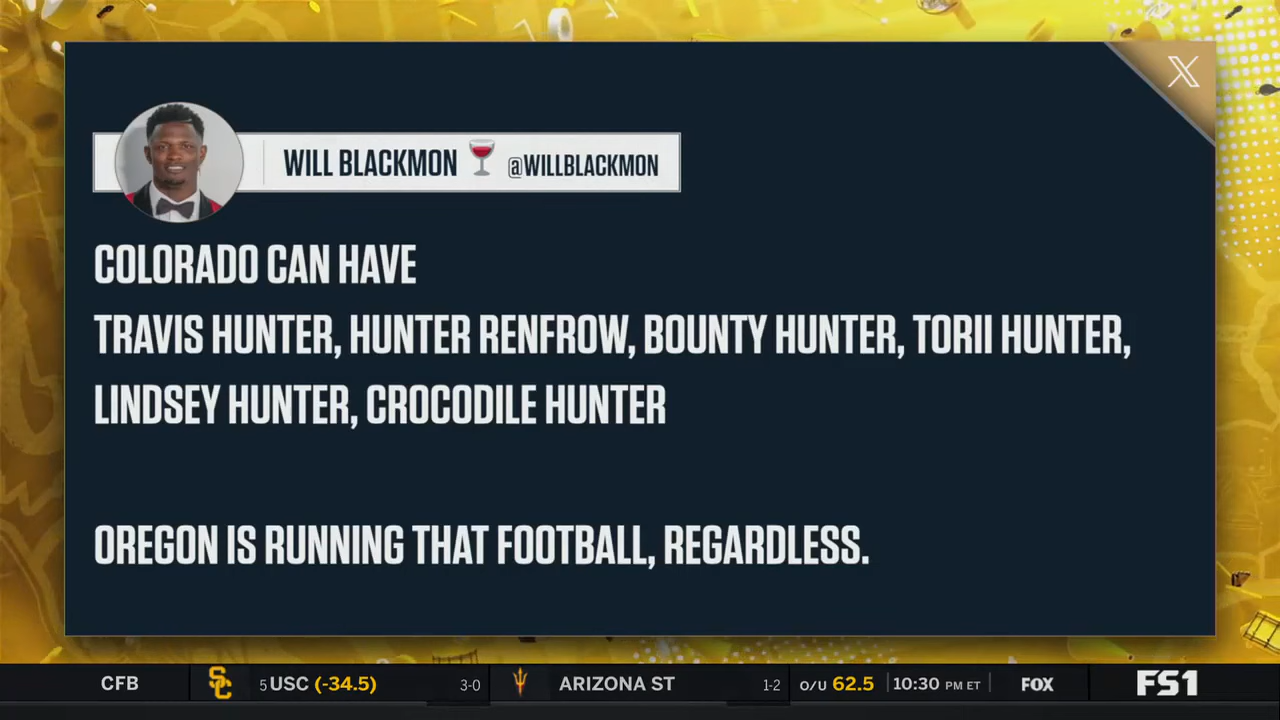 X
WILL BLACKMON 🍷 @WILLBLACKMON
COLORADO CAN HAVE
TRAVIS HUNTER, HUNTER RENFROW, BOUNTY HUNTER, TORII HUNTER,
LINDSEY HUNTER, CROCODILE HUNTER
OREGON IS RUNNING THAT FOOTBALL, REGARDLESS.
CFB SC 5 USC (-34.5) 3-0 ARIZONA ST 1-2 O/U 62.5 10:30 PM ET FOX FS1